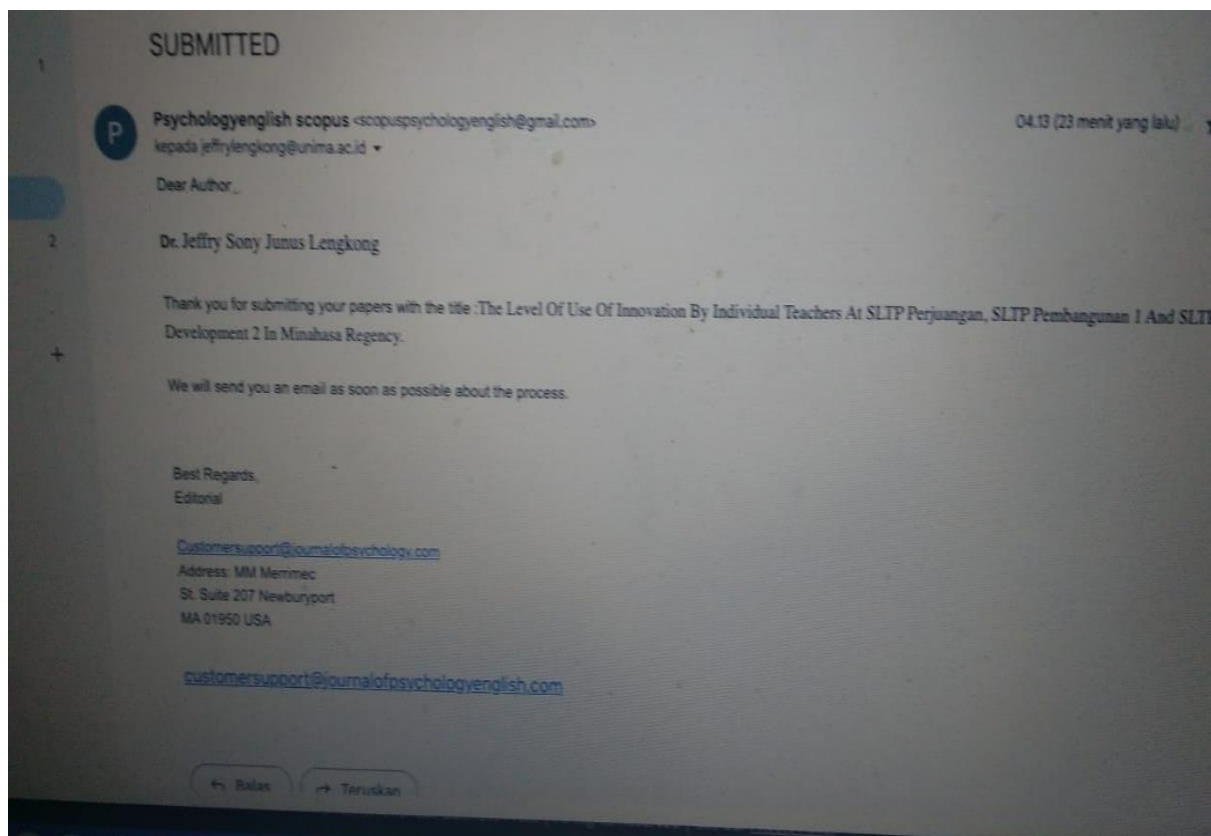 SUBMITTED
1
P
Psychologyenglish scopus <scopuspsychologyenglish@gmail.com>
04.13 (23 menit yang lalu)
kepada jeffrylengkong@unima.ac.id
Dear Author_
2
Dr. Jeffry Sony Junus Lengkong
Thank you for submitting your papers with the title :The Level Of Use Of Innovation By Individual Teachers At SLTP Perjuangan, SLTP Pembangunan 1 And SLT
Development 2 In Minahasa Regency.
+
We will send you an email as soon as possible about the process.
Best Regards,
Editorial
Customersupport@journalofpsychology.com
Address: MM Merrimec
St. Suite 207 Newburyport
MA 01950 USA
customersupport@journalofpsychologyenglish.com
Balas
Teruskan